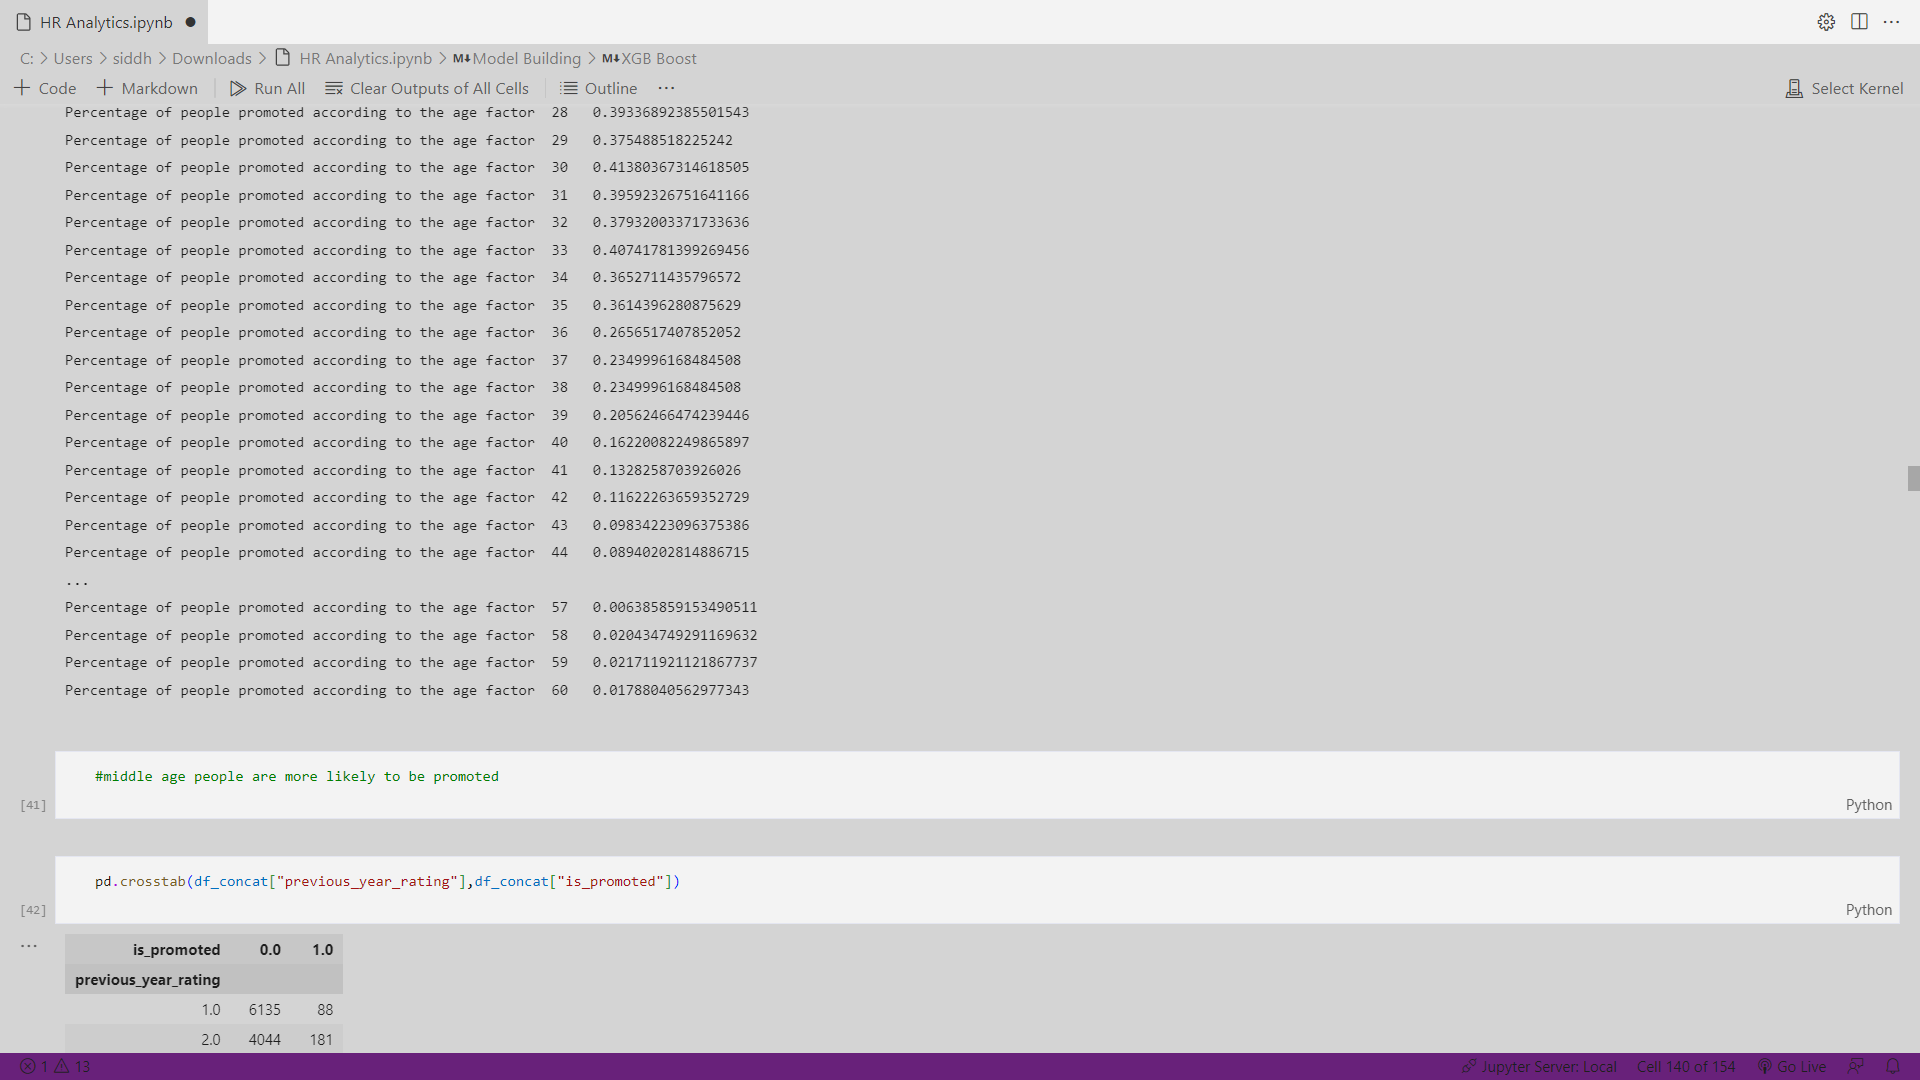 HR Analytics.ipynb
C: > Users > siddh > Downloads > HR Analytics.ipynb > M↓Model Building > M↓XGB Boost
+ Code + Markdown Run All Clear Outputs of All Cells Outline ... Select Kernel
Percentage of people promoted according to the age factor 28 0.39336892385501543
Percentage of people promoted according to the age factor 29 0.375488518225242
Percentage of people promoted according to the age factor 30 0.41380367314618505
Percentage of people promoted according to the age factor 31 0.39592326751641166
Percentage of people promoted according to the age factor 32 0.37932003371733636
Percentage of people promoted according to the age factor 33 0.40741781399269456
Percentage of people promoted according to the age factor 34 0.3652711435796572
Percentage of people promoted according to the age factor 35 0.3614396280875629
Percentage of people promoted according to the age factor 36 0.2656517407852052
Percentage of people promoted according to the age factor 37 0.2349996168484508
Percentage of people promoted according to the age factor 38 0.2349996168484508
Percentage of people promoted according to the age factor 39 0.20562466474239446
Percentage of people promoted according to the age factor 40 0.16220082249865897
Percentage of people promoted according to the age factor 41 0.1328258703926026
Percentage of people promoted according to the age factor 42 0.11622263659352729
Percentage of people promoted according to the age factor 43 0.09834223096375386
Percentage of people promoted according to the age factor 44 0.08940202814886715
...
Percentage of people promoted according to the age factor 57 0.006385859153490511
Percentage of people promoted according to the age factor 58 0.020434749291169632
Percentage of people promoted according to the age factor 59 0.021711921121867737
Percentage of people promoted according to the age factor 60 0.01788040562977343
#middle age people are more likely to be promoted
[41] Python
pd.crosstab(df_concat["previous_year_rating"],df_concat["is_promoted"])
[42] Python
...
is_promoted 0.0 1.0
previous_year_rating
1.0 6135 88
2.0 4044 181
1 13 Jupyter Server: Local Cell 140 of 154 Go Live